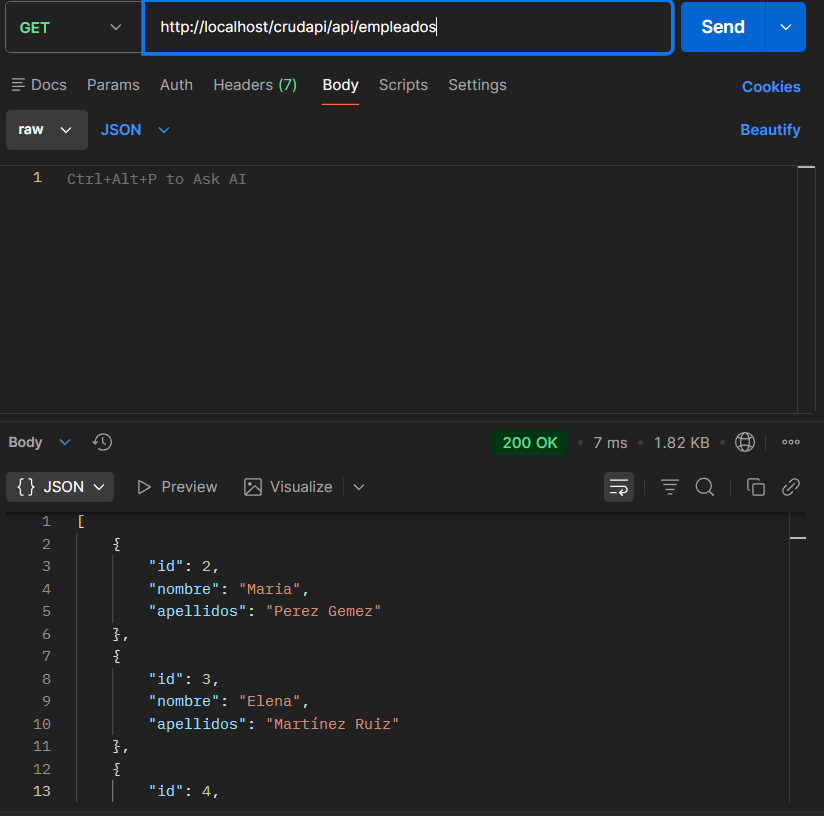 GET http://localhost/crudapi/api/empleados Send
Docs Params Auth Headers (7) Body Scripts Settings Cookies
raw JSON Beautify
1 Ctrl+Alt+P to Ask AI
Body 200 OK • 7 ms • 1.82 KB •
{} JSON Preview Visualize
1 [
2 {
3 "id": 2,
4 "nombre": "Maria",
5 "apellidos": "Perez Gemez"
6 },
7 {
8 "id": 3,
9 "nombre": "Elena",
10 "apellidos": "Martínez Ruiz"
11 },
12 {
13 "id": 4,